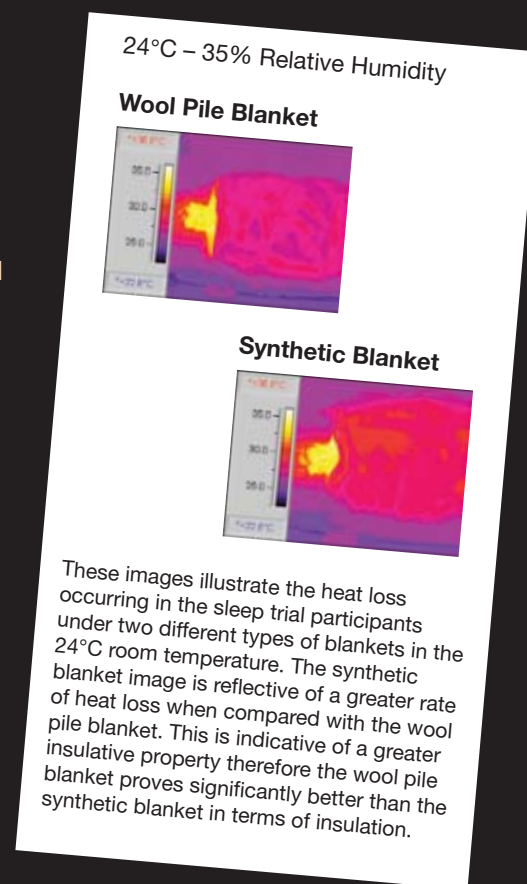 24°C – 35% Relative Humidity
Wool Pile Blanket
35.0
30.0
Synthetic Blanket
35.0
30.0
These images illustrate the heat loss
occurring in the sleep trial participants
under two different types of blankets in the
24°C room temperature. The synthetic
blanket image is reflective of a greater rate
of heat loss when compared with the wool
pile blanket. This is indicative of a greater
insulative property therefore the wool pile
blanket proves significantly better than the
synthetic blanket in terms of insulation.